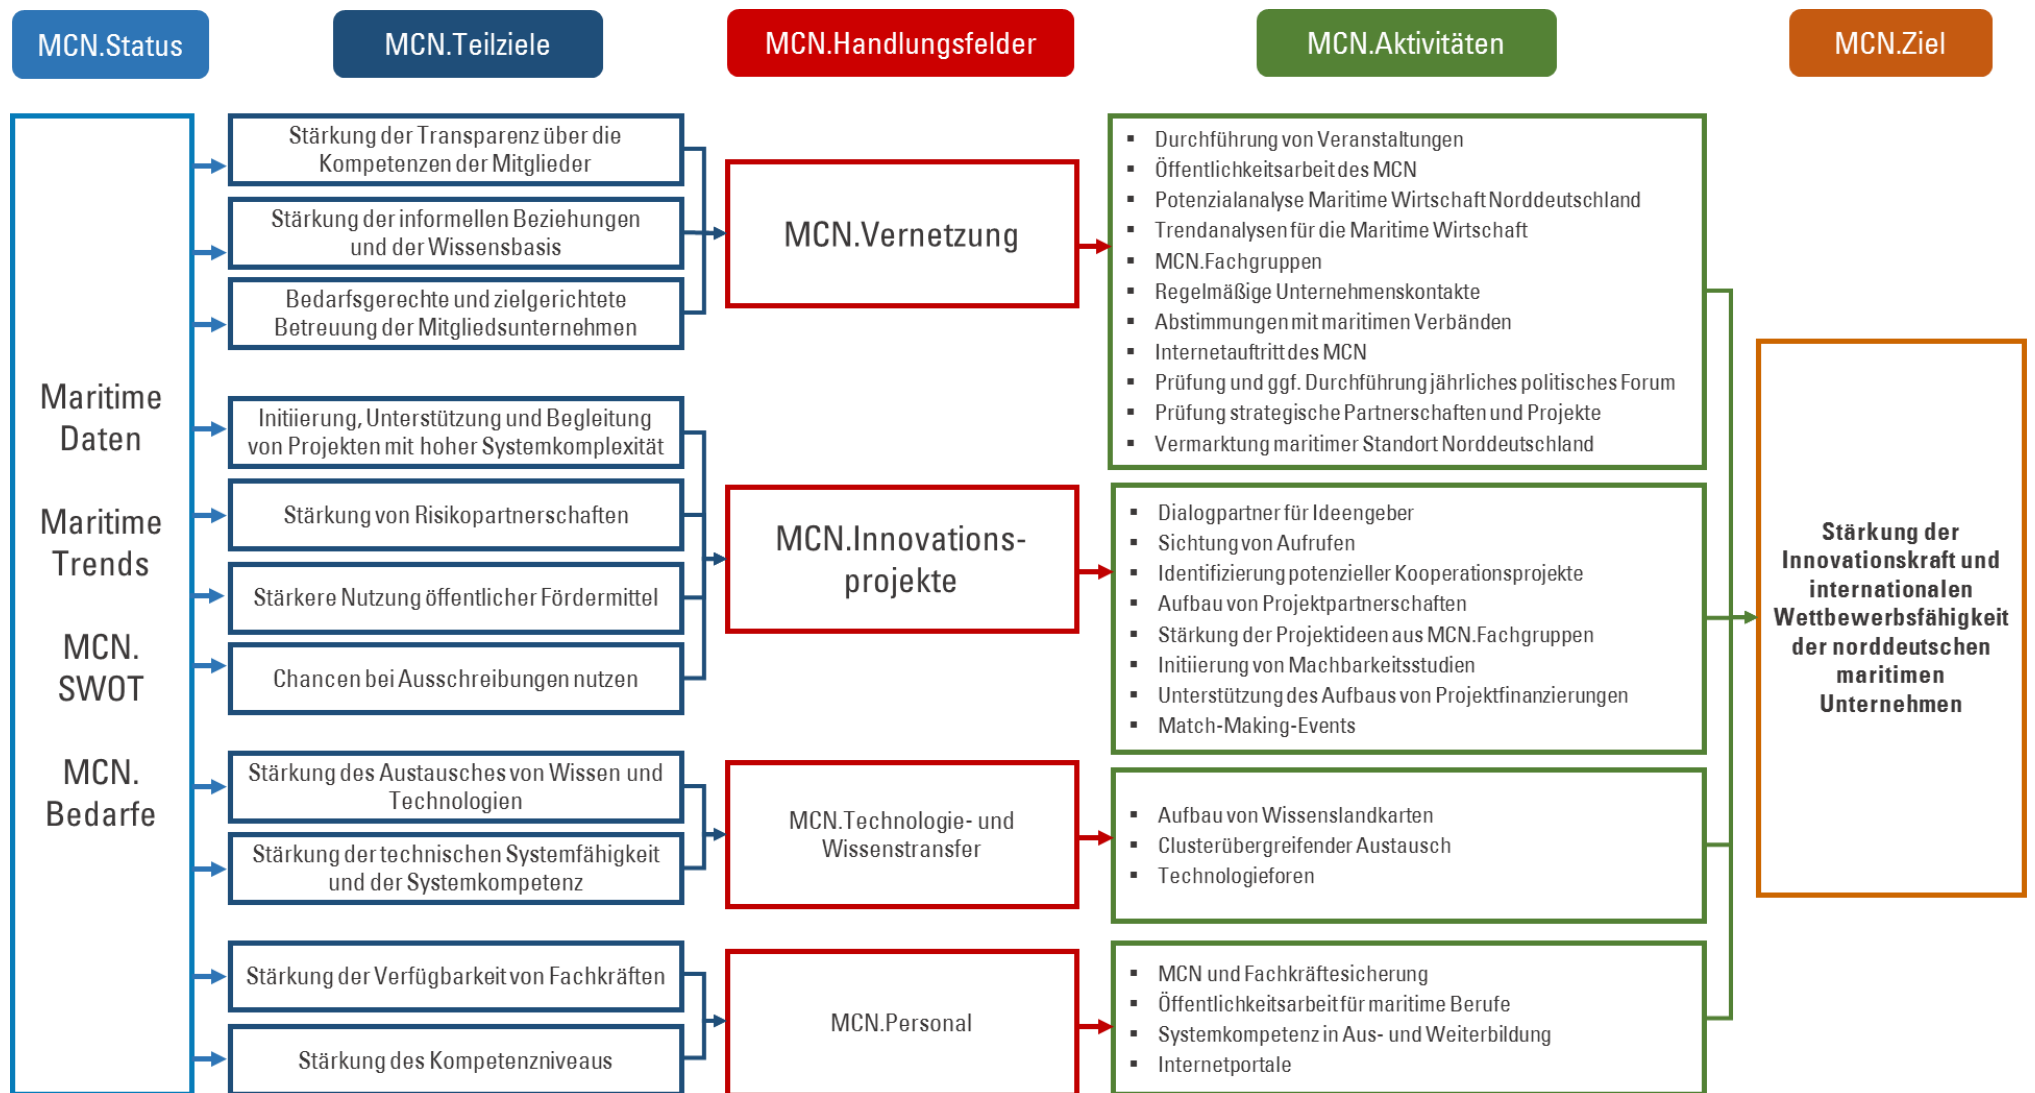 MCN.Status
MCN.Teilziele
MCN.Handlungsfelder
MCN.Aktivitäten
MCN.Ziel
Maritime
Daten
Maritime
Trends
MCN.
SWOT
MCN.
Bedarfe
Stärkung der Transparenz über die
Kompetenzen der Mitglieder
Stärkung der informellen Beziehungen
und der Wissensbasis
Bedarfsgerechte und zielgerichtete
Betreuung der Mitgliedsunternehmen
Initiierung, Unterstützung und Begleitung
von Projekten mit hoher Systemkomplexität
Stärkung von Risikopartnerschaften
Stärkere Nutzung öffentlicher Fördermittel
Chancen bei Ausschreibungen nutzen
Stärkung des Austausches von Wissen und
Technologien
Stärkung der technischen Systemfähigkeit
und der Systemkompetenz
Stärkung der Verfügbarkeit von Fachkräften
Stärkung des Kompetenzniveaus
MCN.Vernetzung
MCN.Innovations-
projekte
MCN.Technologie- und
Wissenstransfer
MCN.Personal
▪ Durchführung von Veranstaltungen
▪ Öffentlichkeitsarbeit des MCN
▪ Potenzialanalyse Maritime Wirtschaft Norddeutschland
▪ Trendanalysen für die Maritime Wirtschaft
▪ MCN.Fachgruppen
▪ Regelmäßige Unternehmenskontakte
▪ Abstimmungen mit maritimen Verbänden
▪ Internetauftritt des MCN
▪ Prüfung und ggf. Durchführung jährliches politisches Forum
▪ Prüfung strategische Partnerschaften und Projekte
▪ Vermarktung maritimer Standort Norddeutschland
▪ Dialogpartner für Ideengeber
▪ Sichtung von Aufrufen
▪ Identifizierung potenzieller Kooperationsprojekte
▪ Aufbau von Projektpartnerschaften
▪ Stärkung der Projektideen aus MCN.Fachgruppen
▪ Initiierung von Machbarkeitsstudien
▪ Unterstützung des Aufbaus von Projektfinanzierungen
▪ Match-Making-Events
▪ Aufbau von Wissenslandkarten
▪ Clusterübergreifender Austausch
▪ Technologieforen
▪ MCN und Fachkräftesicherung
▪ Öffentlichkeitsarbeit für maritime Berufe
▪ Systemkompetenz in Aus- und Weiterbildung
▪ Internetportale
Stärkung der
Innovationskraft und
internationalen
Wettbewerbsfähigkeit
der norddeutschen
maritimen
Unternehmen